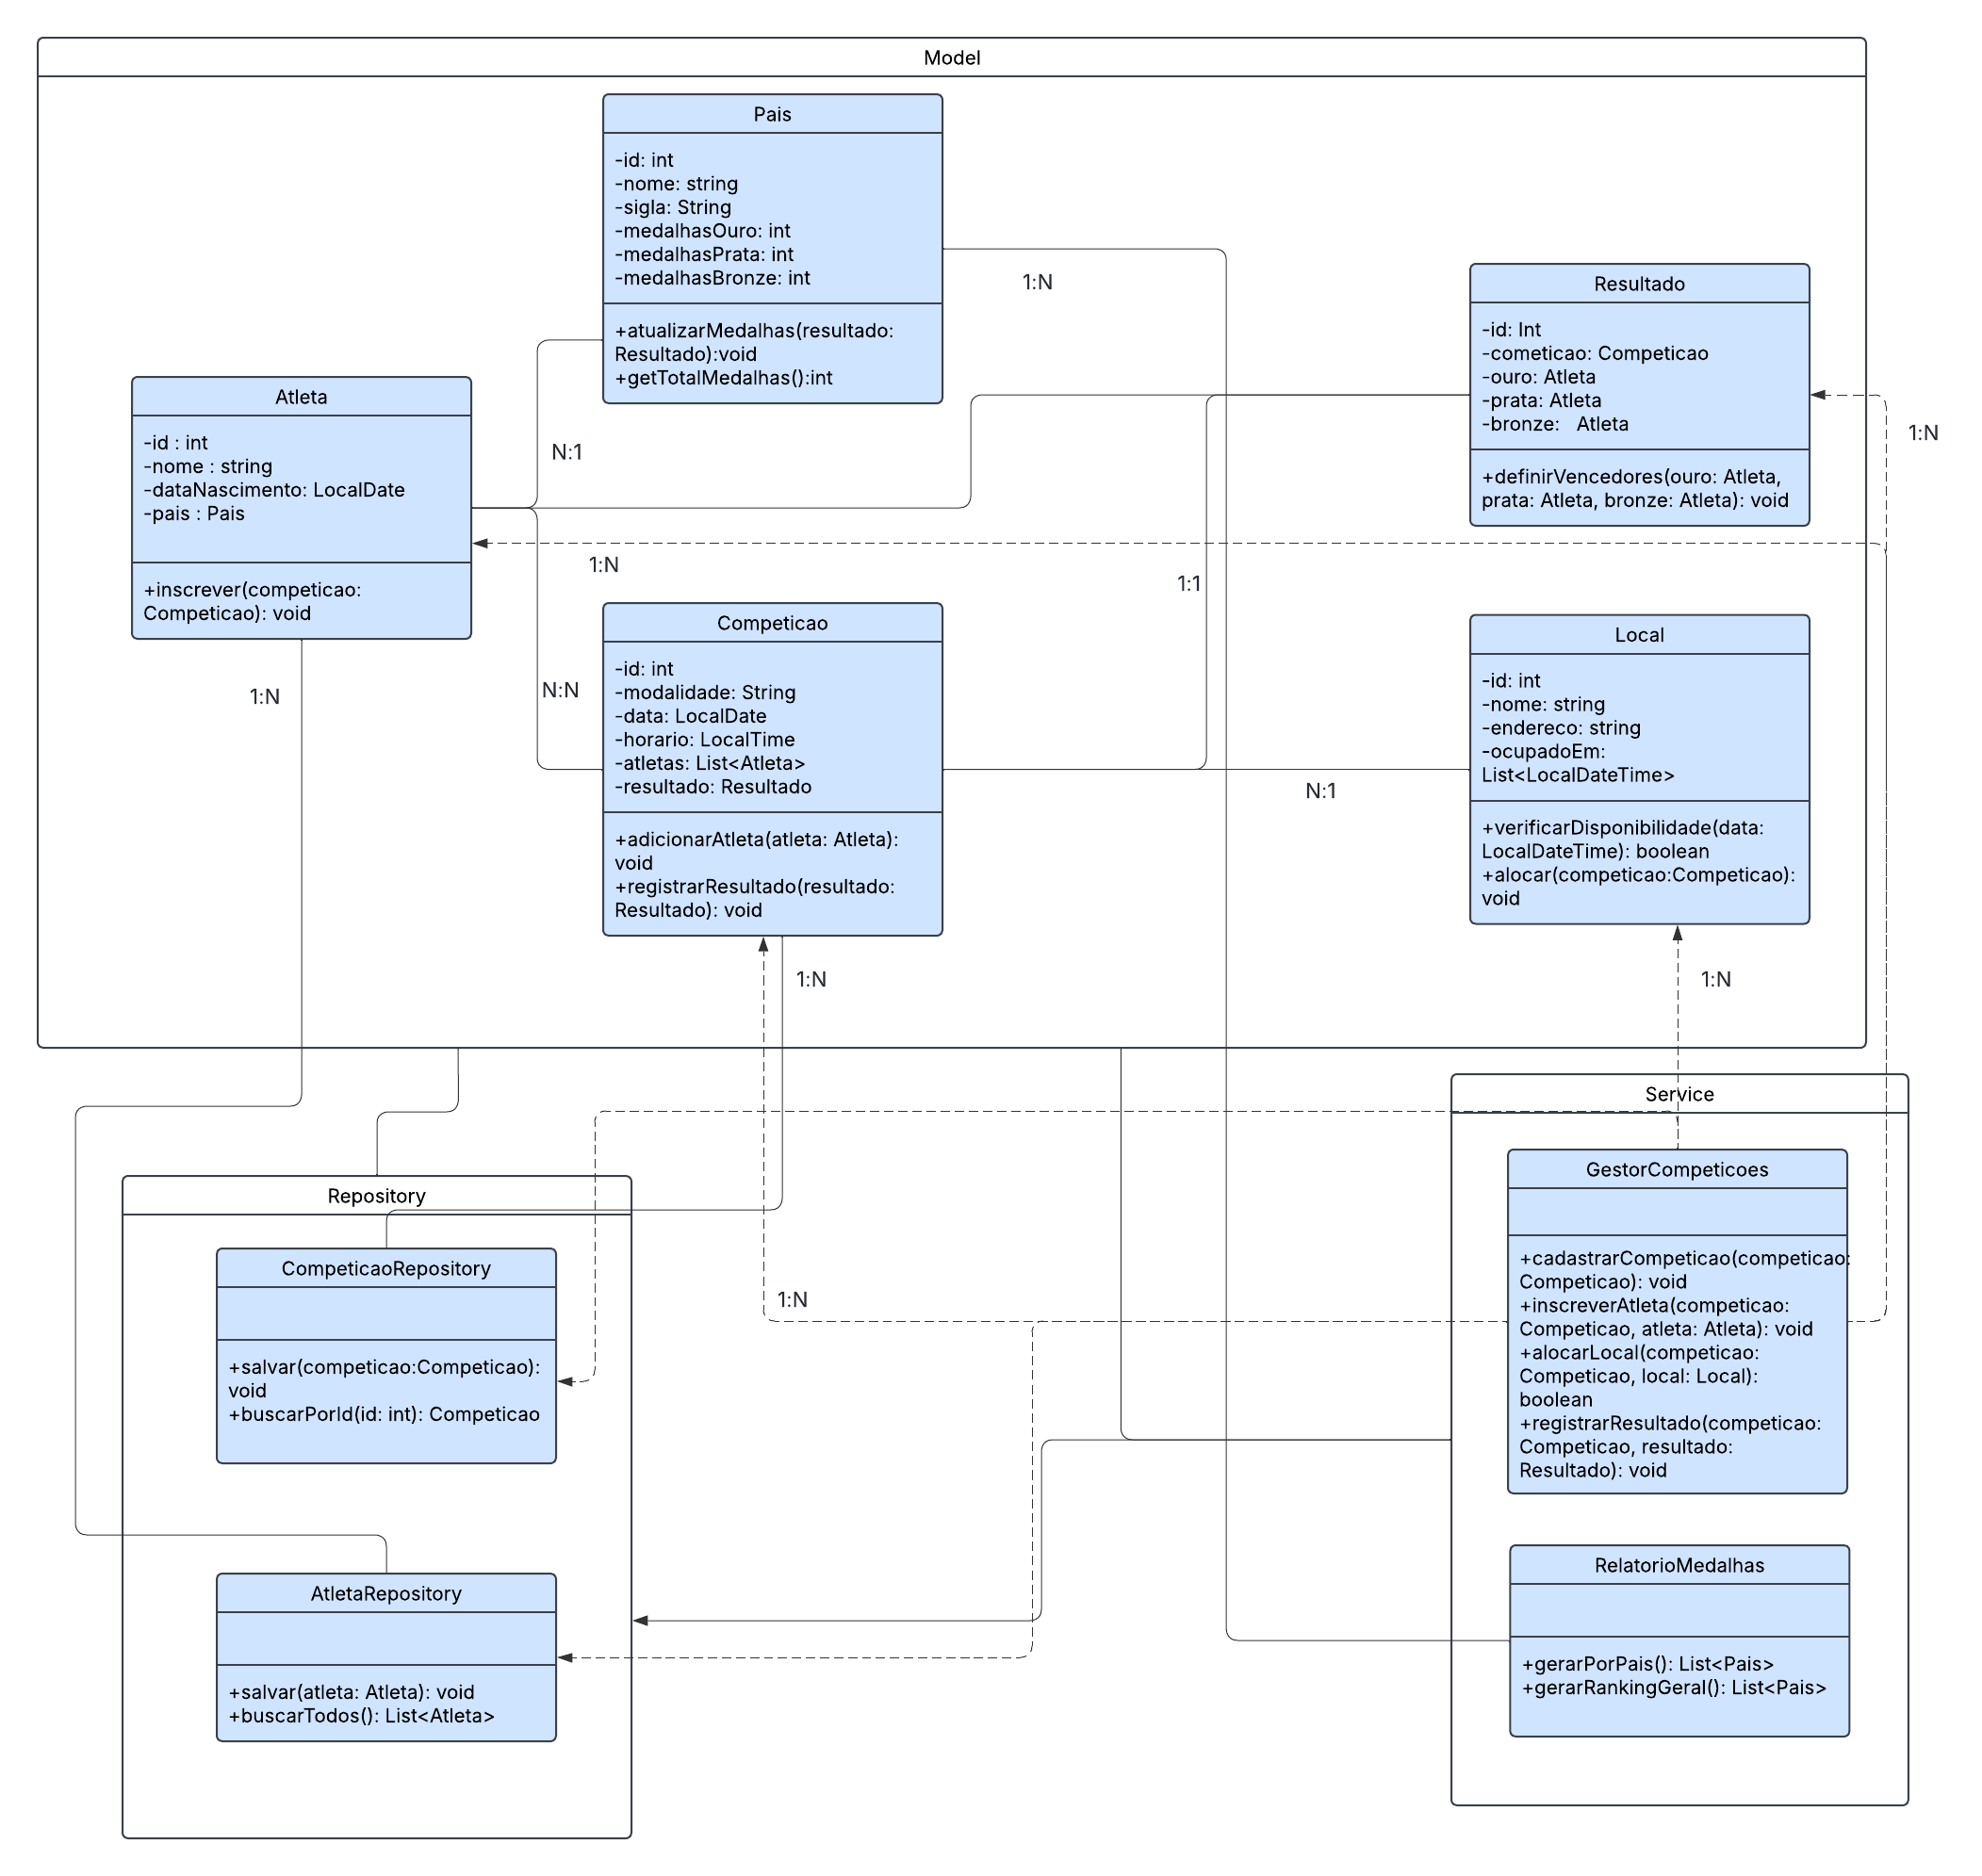 Model
Pais
-id: int
-nome: string
-sigla: String
-medalhasOuro: int
-medalhasPrata: int
-medalhasBronze: int
+atualizarMedalhas(resultado:
Resultado):void
+getTotalMedalhas():int
1:N
Resultado
-id: Int
-cometicao: Competicao
-ouro: Atleta
-prata: Atleta
-bronze:   Atleta
+definirVencedores(ouro: Atleta,
prata: Atleta, bronze: Atleta): void
1:N
Atleta
-id : int
-nome : string
-dataNascimento: LocalDate
-pais : Pais
+inscrever(competicao:
Competicao): void
N:1
1:N
1:1
Competicao
-id: int
-modalidade: String
-data: LocalDate
-horario: LocalTime
-atletas: List<Atleta>
-resultado: Resultado
+adicionarAtleta(atleta: Atleta):
void
+registrarResultado(resultado:
Resultado): void
N:N
1:N
Local
-id: int
-nome: string
-endereco: string
-ocupadoEm:
List<LocalDateTime>
+verificarDisponibilidade(data:
LocalDateTime): boolean
+alocar(competicao:Competicao):
void
N:1
1:N
1:N
Service
Repository
GestorCompeticoes
+cadastrarCompeticao(competicao:
Competicao): void
+inscreverAtleta(competicao:
Competicao, atleta: Atleta): void
+alocarLocal(competicao:
Competicao, local: Local):
boolean
+registrarResultado(competicao:
Competicao, resultado:
Resultado): void
CompeticaoRepository
+salvar(competicao:Competicao):
void
+buscarPorId(id: int): Competicao
1:N
AtletaRepository
+salvar(atleta: Atleta): void
+buscarTodos(): List<Atleta>
RelatorioMedalhas
+gerarPorPais(): List<Pais>
+gerarRankingGeral(): List<Pais>